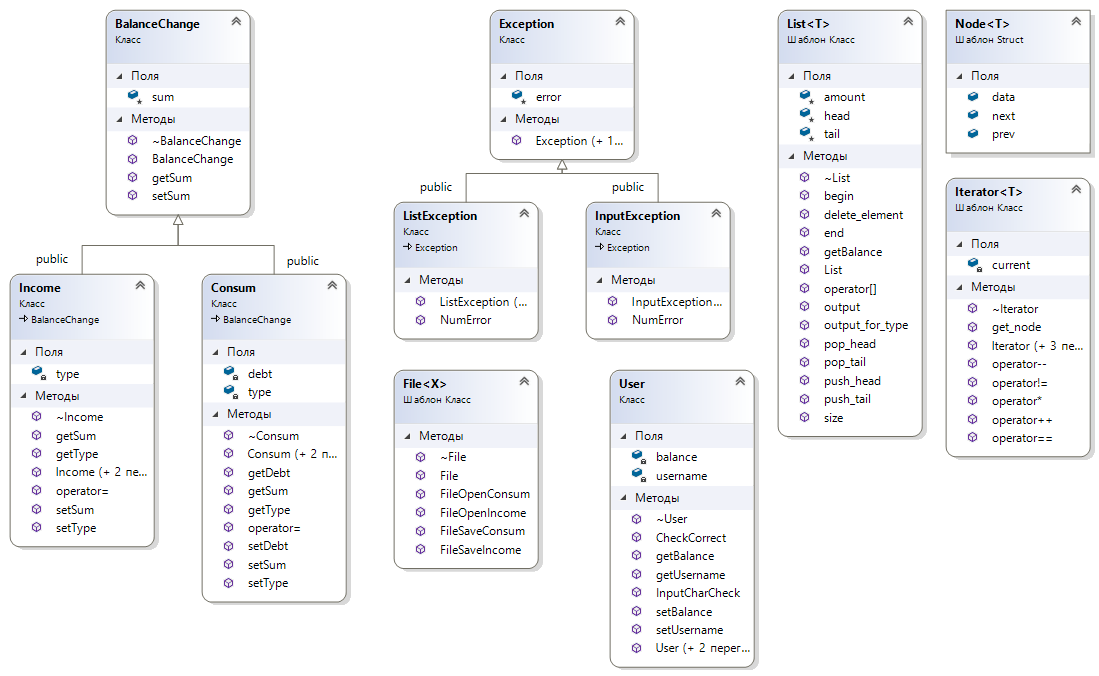 BalanceChange
Класс
Поля
sum
Методы
~BalanceChange
BalanceChange
getSum
setSum
public
public
Income
Класс
BalanceChange
Поля
type
Методы
~Income
getSum
getType
Income (+ 2 пе...
operator=
setSum
setType
Consum
Класс
BalanceChange
Поля
debt
type
Методы
~Consum
Consum (+ 2 п...
getDebt
getSum
getType
operator=
setDebt
setSum
setType
Exception
Класс
Поля
error
Методы
Exception (+ 1...
public
public
ListException
Класс
Exception
Методы
ListException (...
NumError
InputException
Класс
Exception
Методы
InputException...
NumError
File<X>
Шаблон Класс
Методы
~File
File
FileOpenConsum
FileOpenIncome
FileSaveConsum
FileSaveIncome
User
Класс
Поля
balance
username
Методы
~User
CheckCorrect
getBalance
getUsername
InputCharCheck
setBalance
setUsername
User (+ 2 перег...
List<T>
Шаблон Класс
Поля
amount
head
tail
Методы
~List
begin
delete_element
end
getBalance
List
operator[]
output
output_for_type
pop_head
pop_tail
push_head
push_tail
size
Node<T>
Шаблон Struct
Поля
data
next
prev
Iterator<T>
Шаблон Класс
Поля
current
Методы
~Iterator
get_node
Iterator (+ 3 пе...
operator--
operator!=
operator*
operator++
operator==